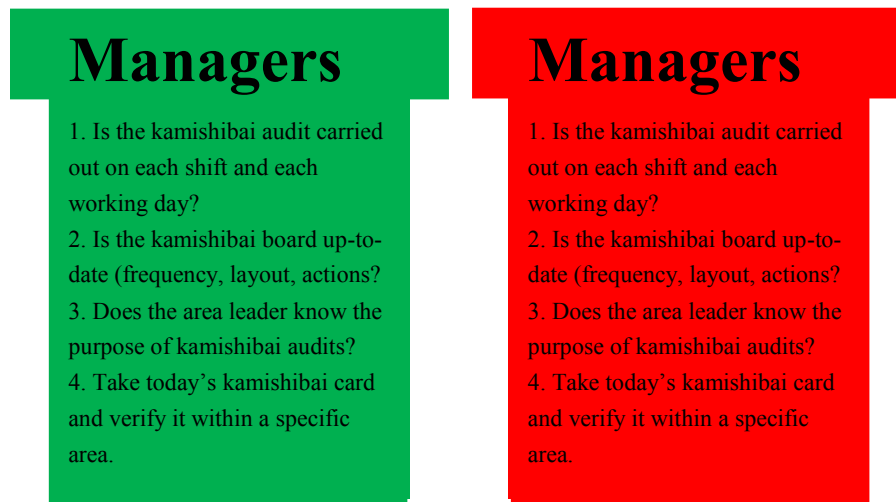 Managers
1. Is the kamishibai audit carried
out on each shift and each
working day?
2. Is the kamishibai board up-to-
date (frequency, layout, actions?
3. Does the area leader know the
purpose of kamishibai audits?
4. Take today’s kamishibai card
and verify it within a specific
area.
Managers
1. Is the kamishibai audit carried
out on each shift and each
working day?
2. Is the kamishibai board up-to-
date (frequency, layout, actions?
3. Does the area leader know the
purpose of kamishibai audits?
4. Take today’s kamishibai card
and verify it within a specific
area.